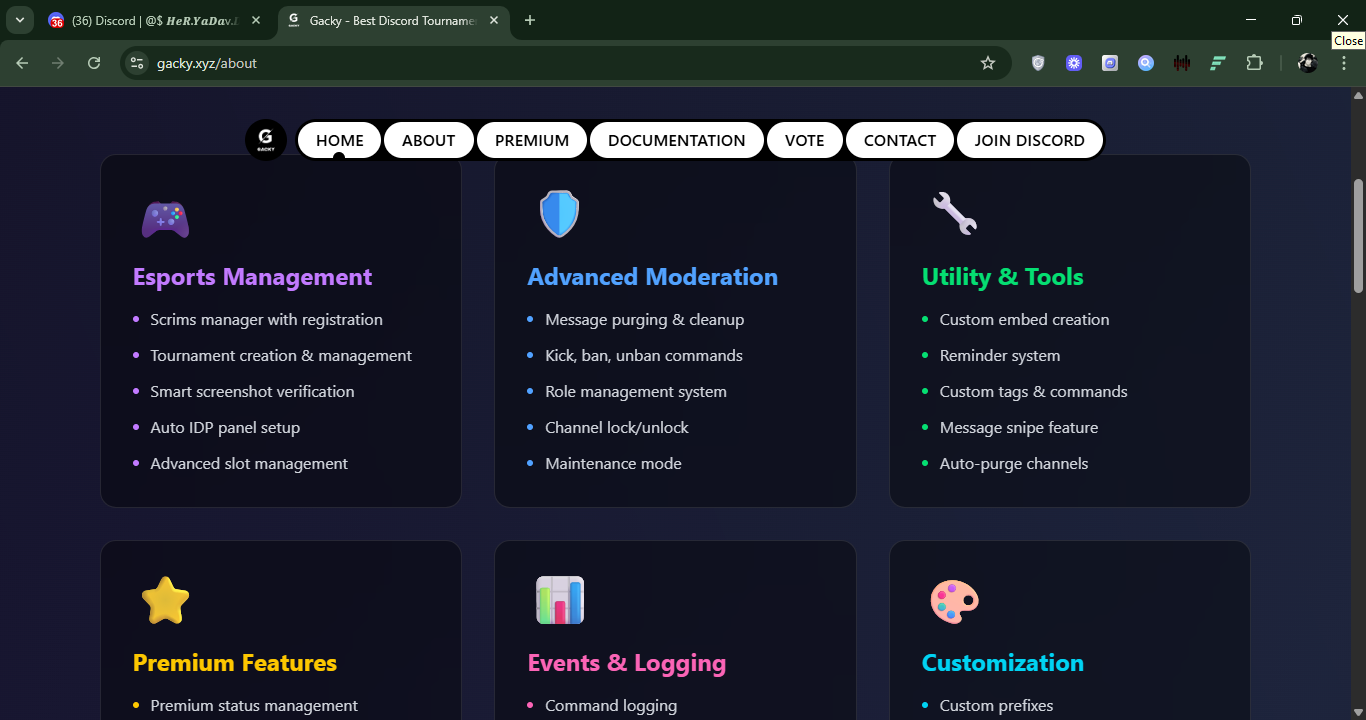 (36) Discord | @$ HeR.YaDav.
Gacky - Best Discord Tourname
Close
gacky.xyz/about
G
GACKY
HOME
ABOUT
PREMIUM
DOCUMENTATION
VOTE
CONTACT
JOIN DISCORD
Esports Management
Scrims manager with registration
Tournament creation & management
Smart screenshot verification
Auto IDP panel setup
Advanced slot management
Advanced Moderation
Message purging & cleanup
Kick, ban, unban commands
Role management system
Channel lock/unlock
Maintenance mode
Utility & Tools
Custom embed creation
Reminder system
Custom tags & commands
Message snipe feature
Auto-purge channels
Premium Features
Premium status management
Events & Logging
Command logging
Customization
Custom prefixes